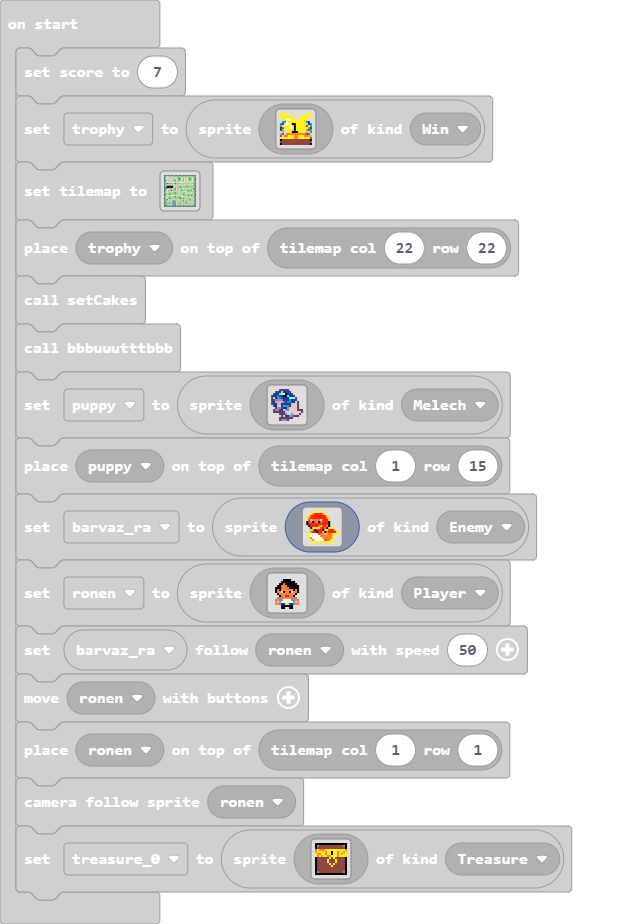 on start
set score to 7
set trophy to sprite 1 of kind Win
set tilemap to
place trophy on top of tilemap col 22 row 22
call setCakes
call bbbuuutttbbb
set puppy to sprite of kind Melech
place puppy on top of tilemap col 1 row 15
set barvaz_ra to sprite of kind Enemy
set ronen to sprite of kind Player
set barvaz_ra follow ronen with speed 50
move ronen with buttons
place ronen on top of tilemap col 1 row 1
camera follow sprite ronen
set treasure_0 to sprite of kind Treasure